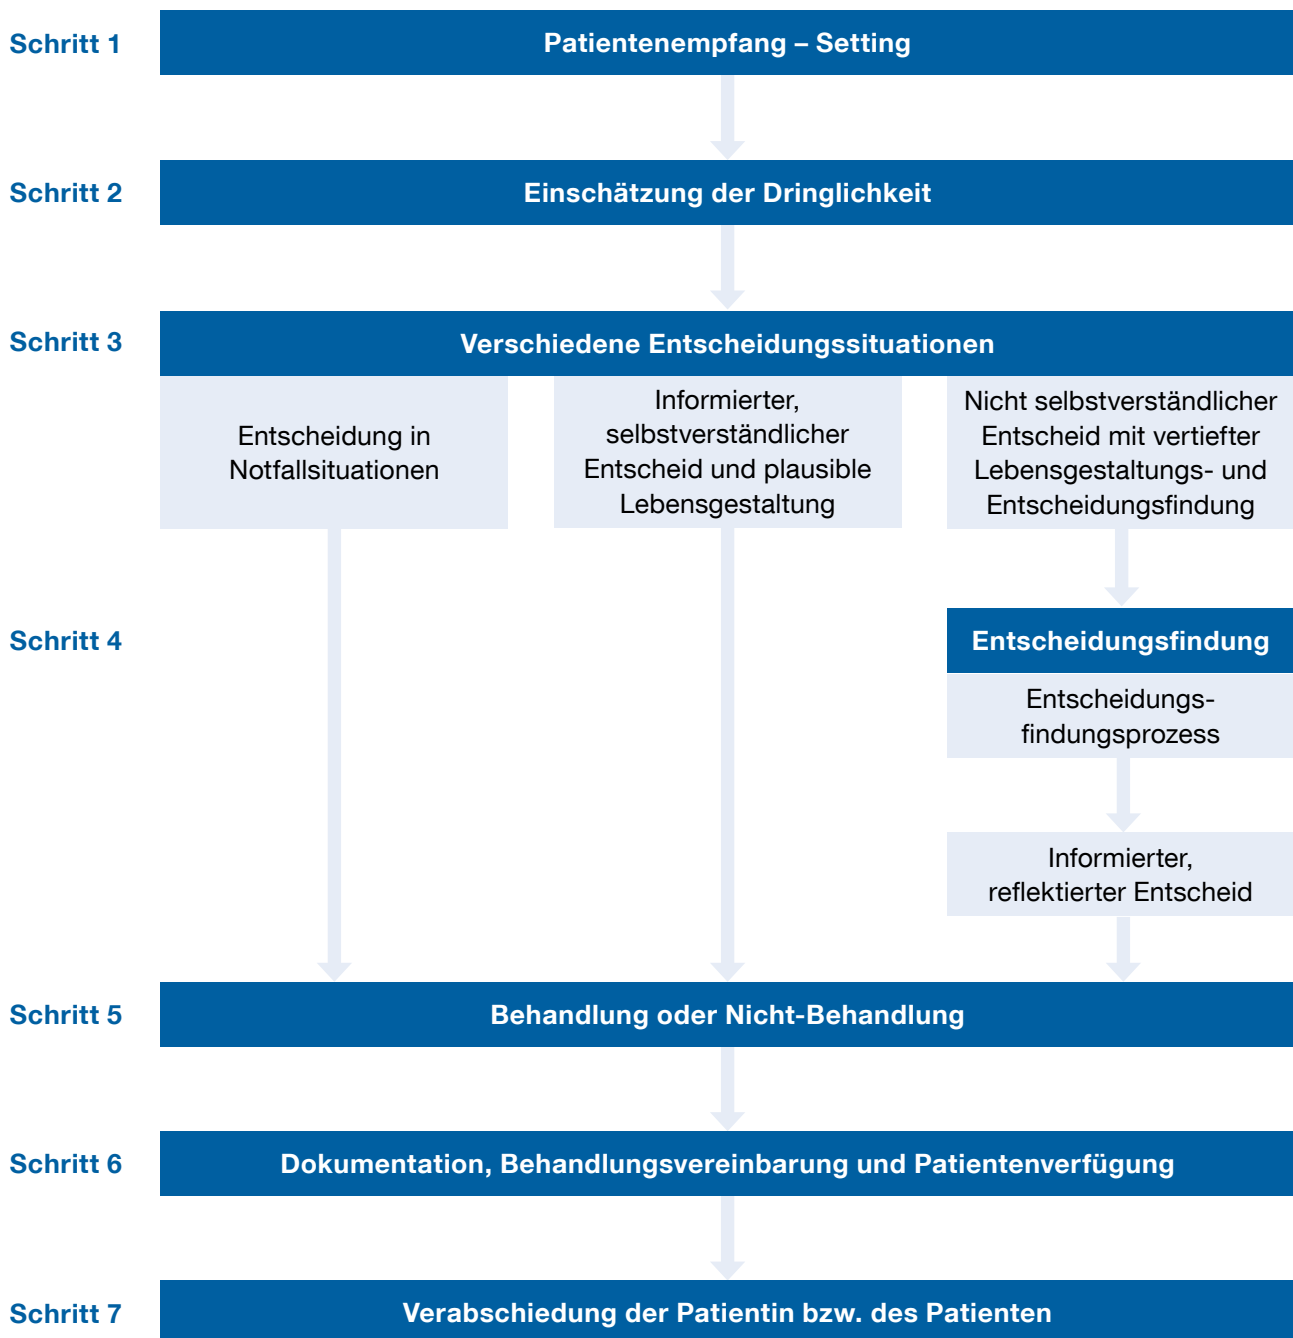 Schritt 1
Patientenempfang – Setting
Schritt 2
Einschätzung der Dringlichkeit
Schritt 3
Verschiedene Entscheidungssituationen
Entscheidung in
Notfallsituationen
Informierter,
selbstverständlicher
Entscheid und plausible
Lebensgestaltung
Nicht selbstverständlicher
Entscheid mit vertiefter
Lebensgestaltungs- und
Entscheidungsfindung
Schritt 4
Entscheidungsfindung
Entscheidungs-
findungsprozess
Informierter,
reflektierter Entscheid
Schritt 5
Behandlung oder Nicht-Behandlung
Schritt 6
Dokumentation, Behandlungsvereinbarung und Patientenverfügung
Schritt 7
Verabschiedung der Patientin bzw. des Patienten